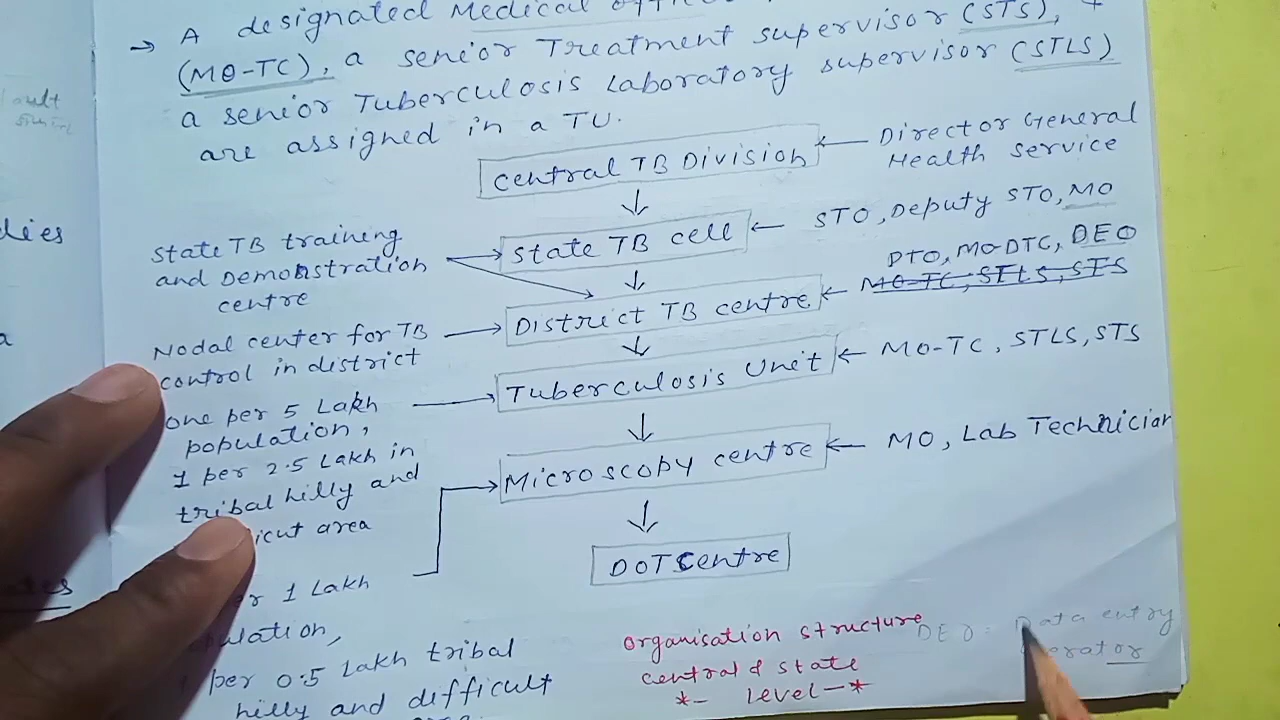 → A designated Medical
(MO-TC), a senior Treatment supervisor (STS), +
a senior Tuberculosis Laboratory supervisor (STLS)
are assigned in a TU.
Central TB Division
Director General
Health service
State TB cell
STO, Deputy STO, MO
State TB training
and Demonstration
centre
District TB centre
DTO, MO-DTC, DEO
MO-TC, STLS, STS
Nodal center for TB
control in district
Tuberculosis Unit
MO-TC, STLS, STS
one per 5 Lakh
population,
1 per 2.5 Lakh in
tribal hilly and
area
Microscopy centre
MO, Lab Technician
1 Lakh
DOTS centre
per 0.5 Lakh tribal
hilly and difficult
Organisation structure
central & state
*- level -*
DEO = Data entry